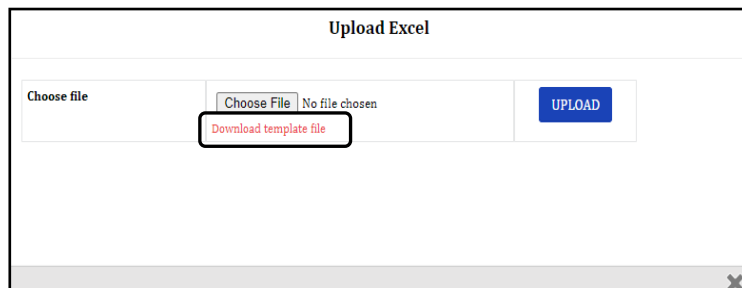 Upload Excel
Choose file
Choose File No file chosen
Download template file
UPLOAD